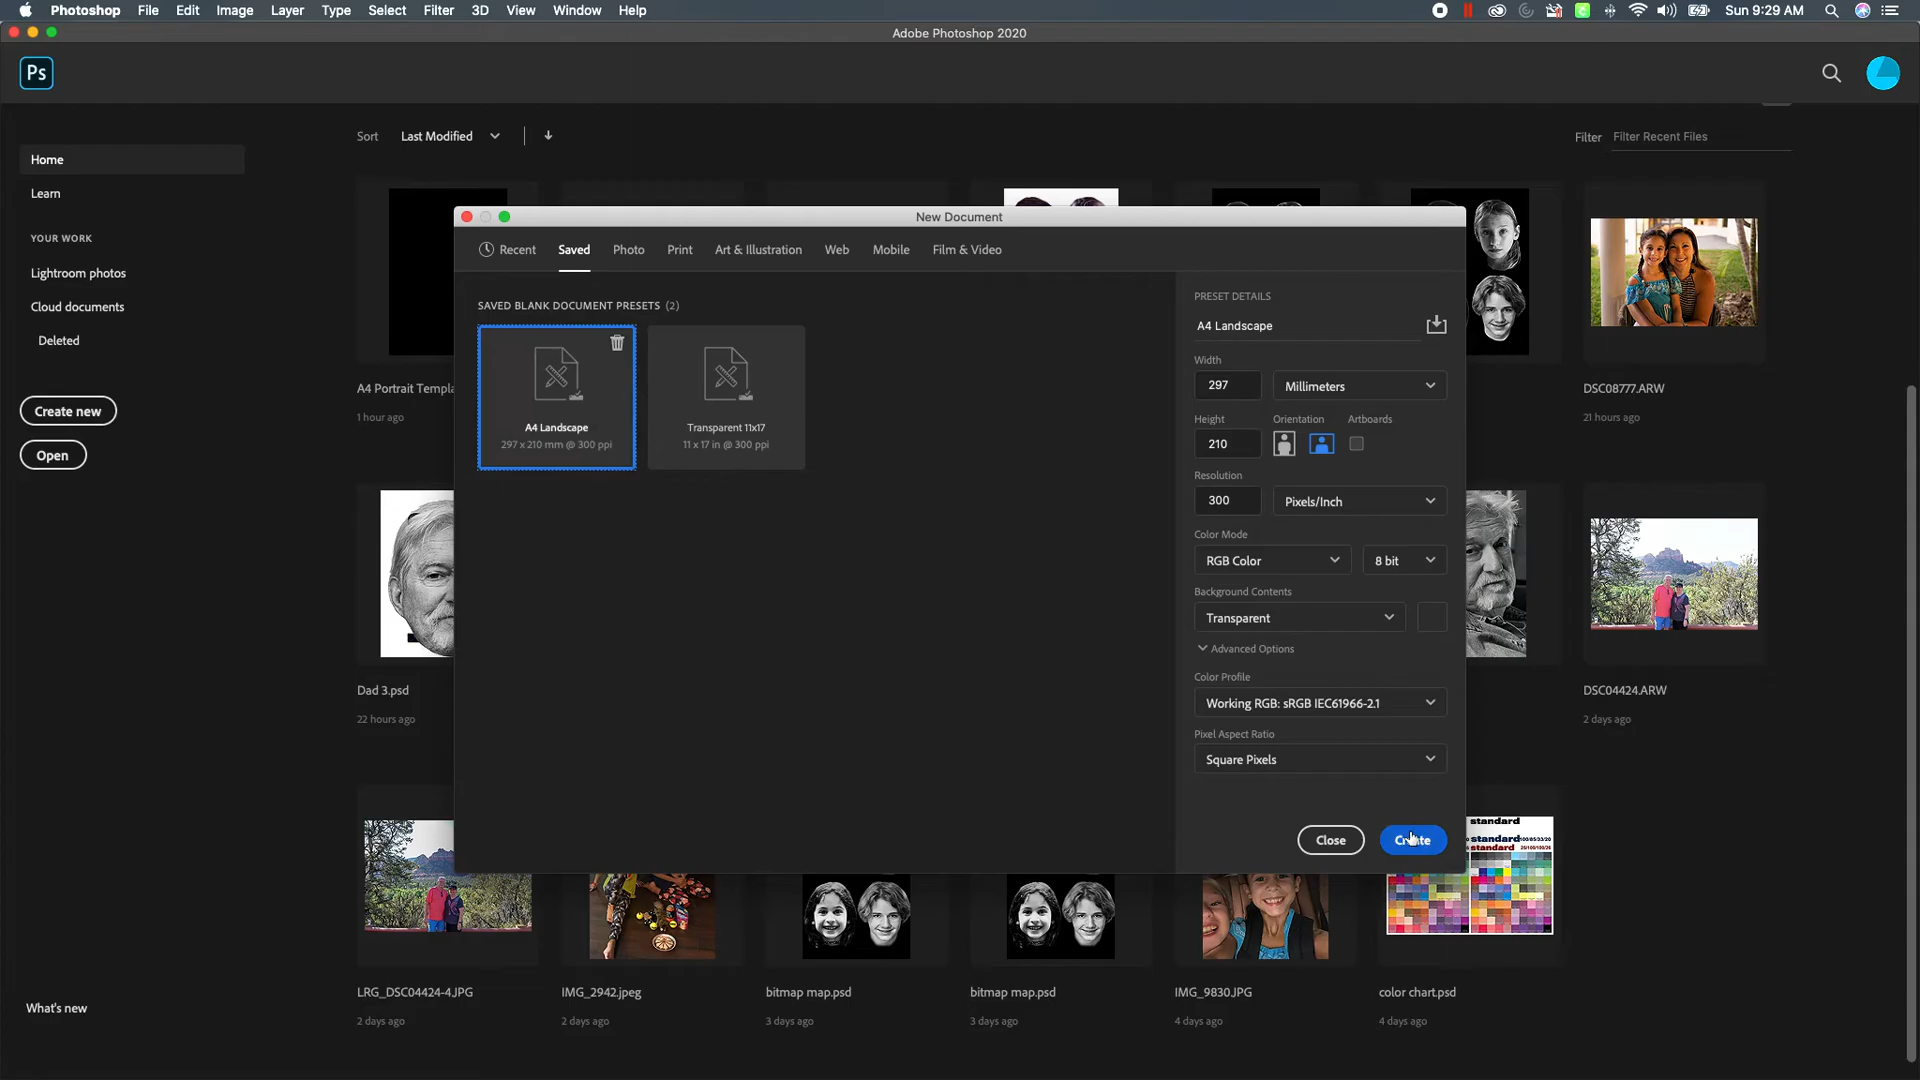 Photoshop File Edit Image Layer Type Select Filter 3D View Window Help Sun 9:29 AM
Adobe Photoshop 2020
Ps
Sort Last Modified Filter Filter Recent Files
Home
Learn
YOUR WORK
Lightroom photos
Cloud documents
Deleted
Create new
Open
What's new
New Document
Recent Saved Photo Print Art & Illustration Web Mobile Film & Video
SAVED BLANK DOCUMENT PRESETS (2)
A4 Landscape
297 x 210 mm @ 300 ppi
Transparent 11x17
11 x 17 in @ 300 ppi
PRESET DETAILS
A4 Landscape
Width
297 Millimeters
Height Orientation Artboards
210
Resolution
300 Pixels/Inch
Color Mode
RGB Color 8 bit
Background Contents
Transparent
Advanced Options
Color Profile
Working RGB: sRGB IEC61966-2.1
Pixel Aspect Ratio
Square Pixels
Close Create
A4 Portrait Templa
1 hour ago
DSC08777.ARW
21 hours ago
Dad 3.psd
22 hours ago
DSC04424.ARW
2 days ago
standard
standard
standard
LRG_DSC04424-4.JPG IMG_2942.jpeg bitmap map.psd bitmap map.psd IMG_9830.JPG color chart.psd
2 days ago 2 days ago 3 days ago 3 days ago 4 days ago 4 days ago